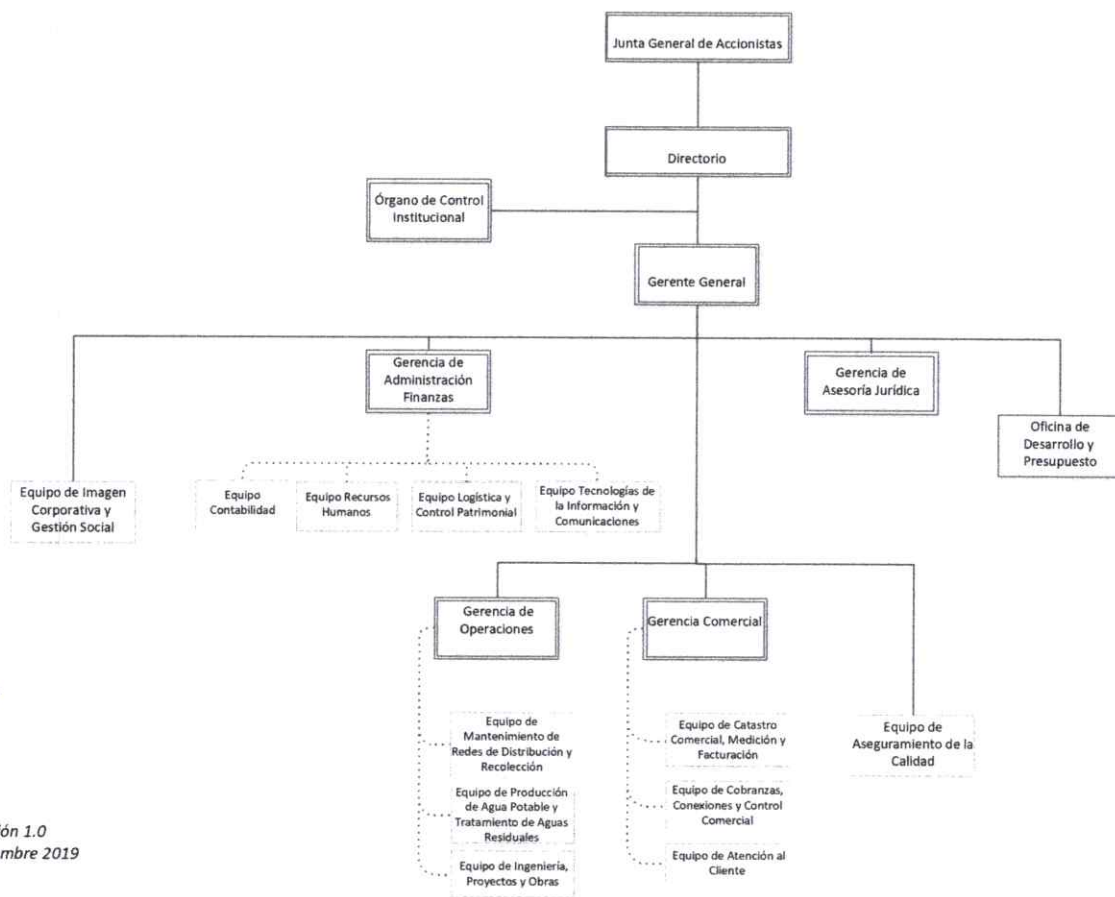 Junta General de Accionistas
Directorio
Órgano de Control
Institucional
Gerente General
Gerencia de
Administración
Finanzas
Gerencia de
Asesoría Jurídica
Oficina de
Desarrollo y
Presupuesto
Equipo de Imagen
Corporativa y
Gestión Social
Equipo
Contabilidad
Equipo Recursos
Humanos
Equipo Logística y
Control Patrimonial
Equipo Tecnologías de
la Información y
Comunicaciones
Gerencia de
Operaciones
Gerencia Comercial
Equipo de
Mantenimiento de
Redes de Distribución y
Recolección
Equipo de Producción
de Agua Potable y
Tratamiento de Aguas
Residuales
Equipo de Ingeniería,
Proyectos y Obras
Equipo de Catastro
Comercial, Medición y
Facturación
Equipo de Cobranzas,
Conexiones y Control
Comercial
Equipo de Atención al
Cliente
Equipo de
Aseguramiento de la
Calidad
ón 1.0
mbre 2019